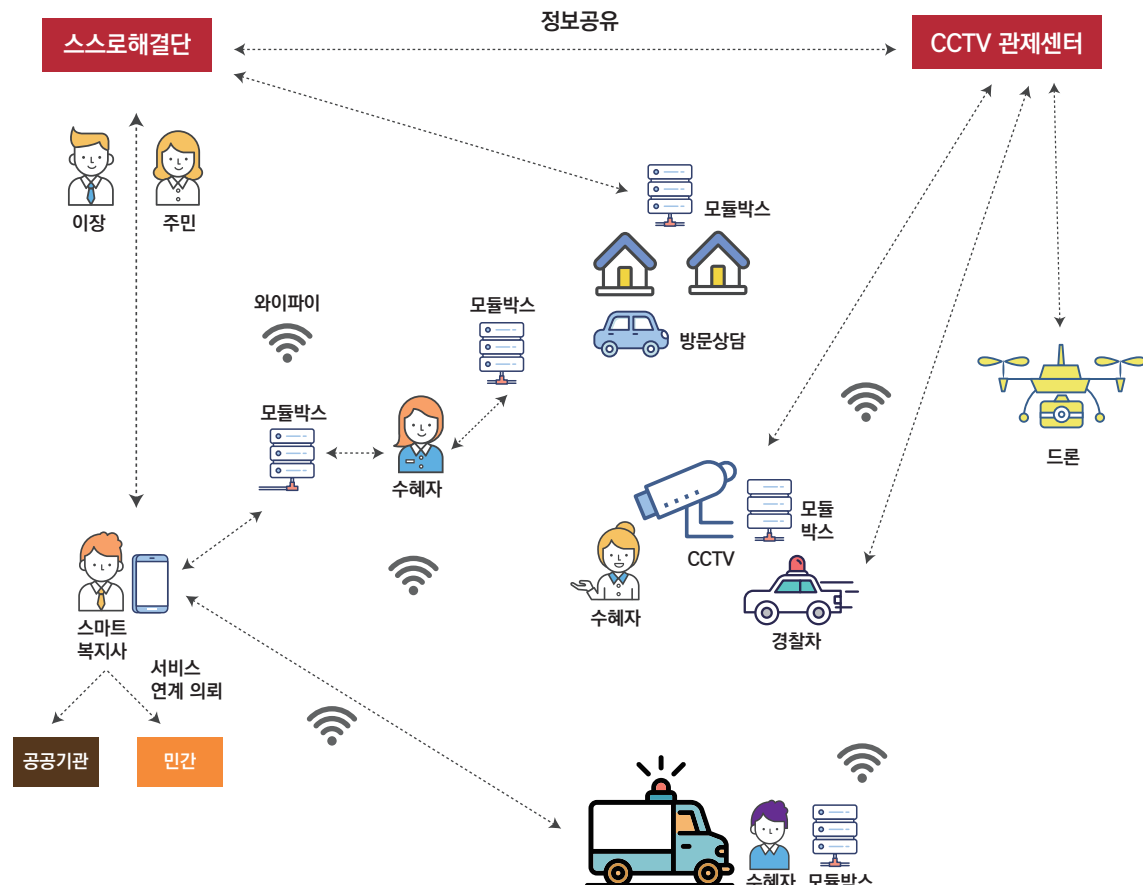 정보공유
스스로해결단
CCTV 관제센터
이장
주민
모듈박스
와이파이
모듈박스
방문상담
모듈박스
드론
수혜자
모듈
박스
CCTV
수혜자
경찰차
스마트
복지사
서비스
연계 의뢰
공공기관
민간
수혜자
모듈박스